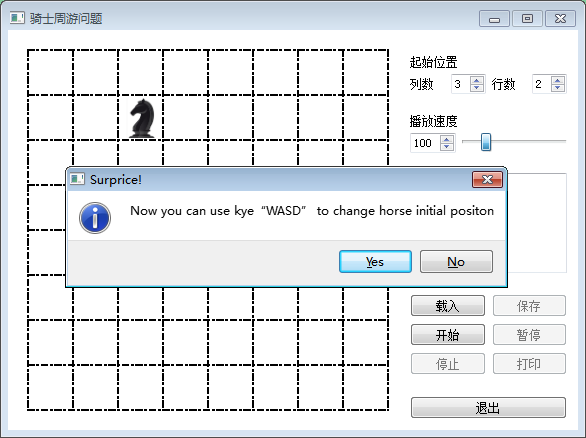 骑士周游问题
起始位置
列数 3 行数 2
播放速度
100
Surprice!
Now you can use kye “WASD” to change horse initial positon
Yes No
载入 保存
开始 暂停
停止 打印
退出